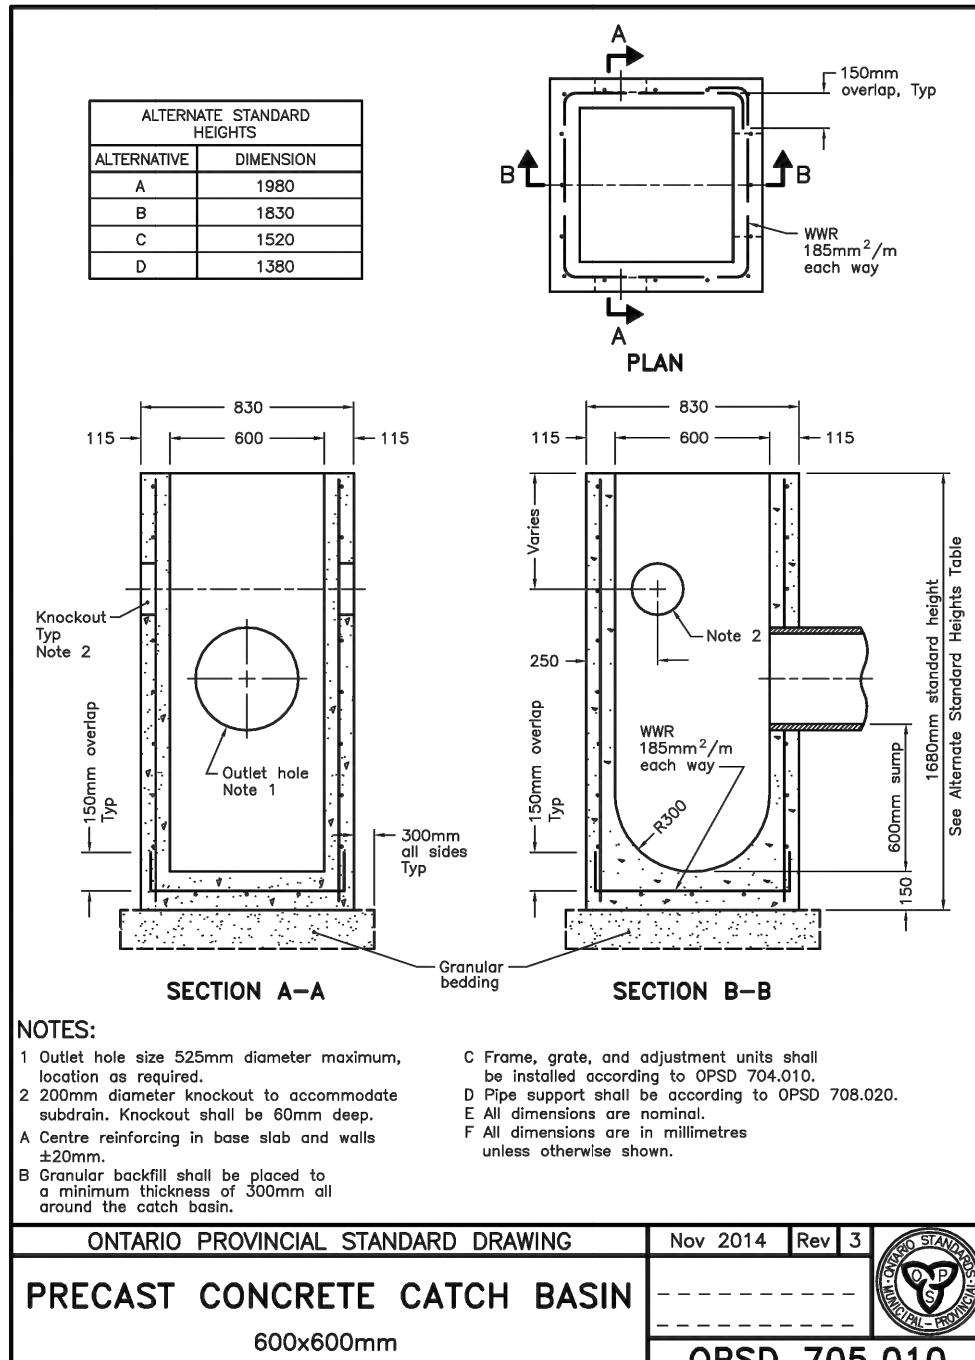 ALTERNATE STANDARD
HEIGHTS
ALTERNATIVE DIMENSION
A 1980
B 1830
C 1520
D 1380
A
150mm
overlap, Typ
B B
WWR
185mm²/m
each way
A
PLAN
830
115 600 115
Knockout
Typ
Note 2
Outlet hole
Note 1
150mm overlap
Typ
300mm
all sides
Typ
SECTION A-A
830
115 600 115
Varies
Note 2
250
WWR
185mm²/m
each way
150mm overlap
Typ
R300
600mm sump
150
1680mm standard height
See Alternate Standard Heights Table
Granular
bedding
SECTION B-B
NOTES:
1 Outlet hole size 525mm diameter maximum,
location as required.
2 200mm diameter knockout to accommodate
subdrain. Knockout shall be 60mm deep.
A Centre reinforcing in base slab and walls
±20mm.
B Granular backfill shall be placed to
a minimum thickness of 300mm all
around the catch basin.
C Frame, grate, and adjustment units shall
be installed according to OPSD 704.010.
D Pipe support shall be according to OPSD 708.020.
E All dimensions are nominal.
F All dimensions are in millimetres
unless otherwise shown.
ONTARIO PROVINCIAL STANDARD DRAWING
Nov 2014 Rev 3
PRECAST CONCRETE CATCH BASIN
600x600mm
ONTARIO STANDARDS
MUNICIPAL - PROVINCIAL
O P S
OPSD 705.010